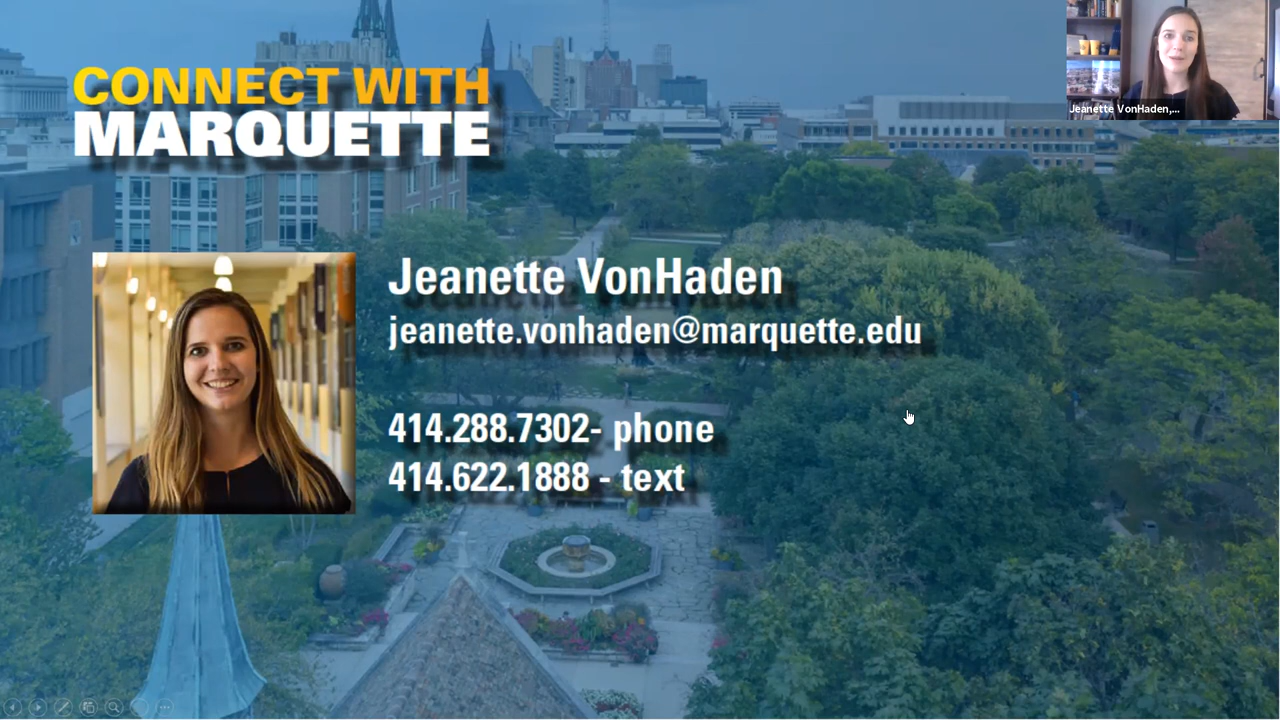 CONNECT WITH
MARQUETTE
Jeanette VonHaden,...
Jeanette VonHaden
jeanette.vonhaden@marquette.edu
414.288.7302- phone
414.622.1888 - text